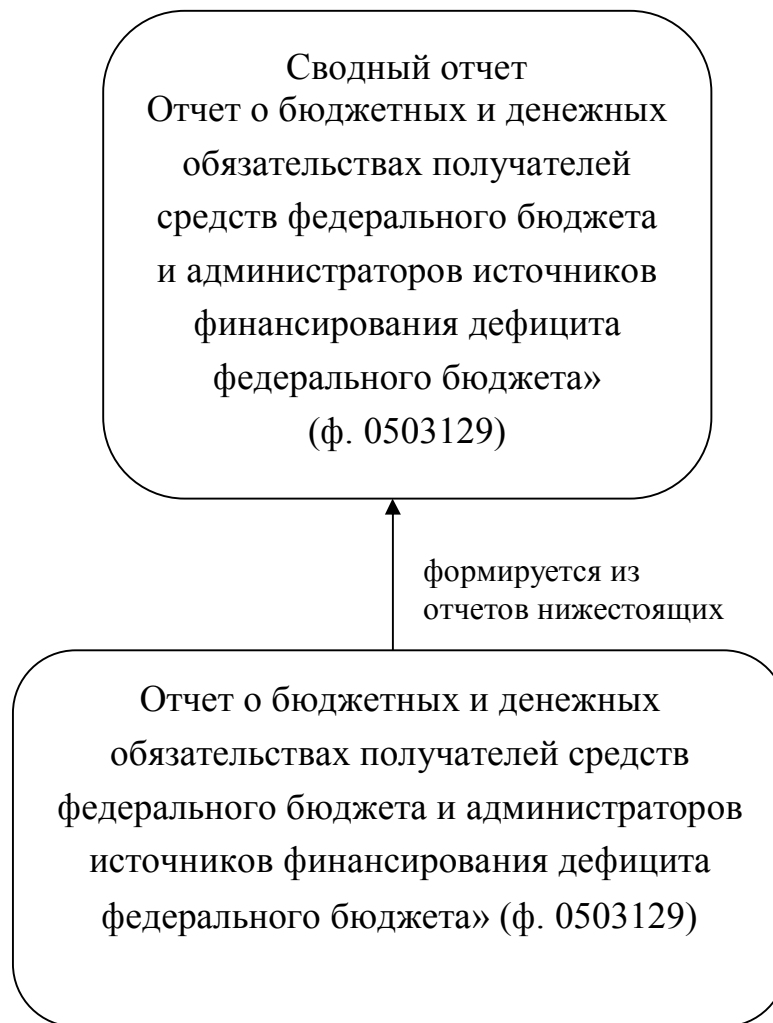 Сводный отчет
Отчет о бюджетных и денежных
обязательствах получателей
средств федерального бюджета
и администраторов источников
финансирования дефицита
федерального бюджета»
(ф. 0503129)
формируется из
отчетов нижестоящих
Отчет о бюджетных и денежных
обязательствах получателей средств
федерального бюджета и администраторов
источников финансирования дефицита
федерального бюджета» (ф. 0503129)